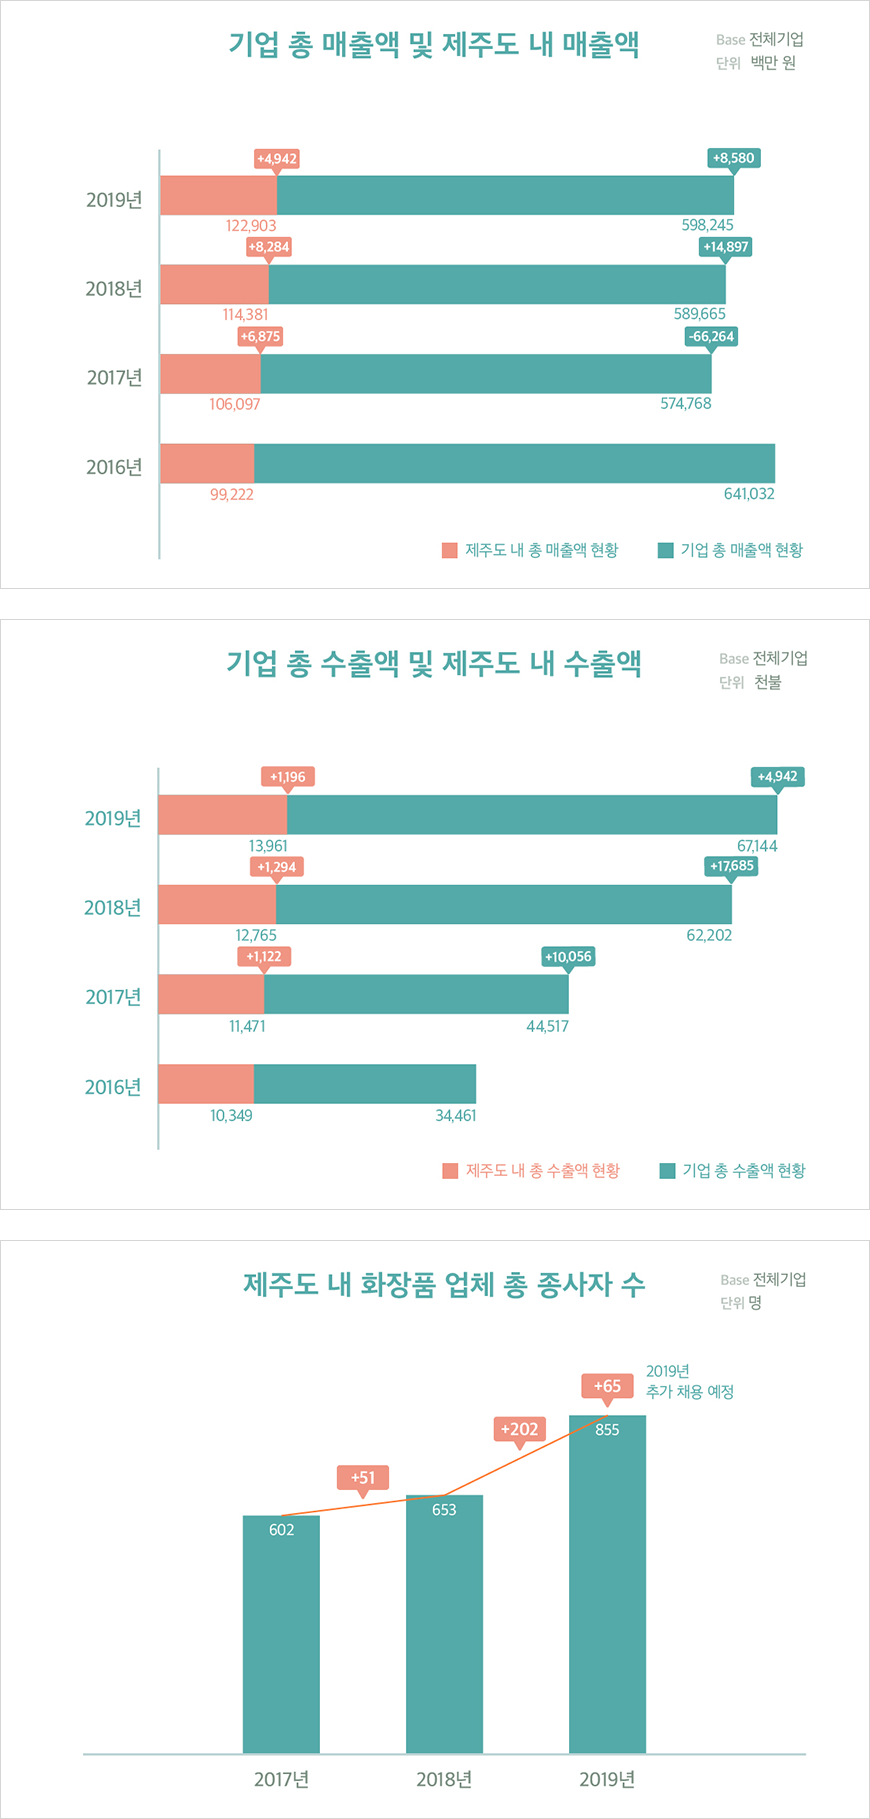 기업 총 매출액 및 제주도 내 매출액
Base 전체기업
단위 백만 원
+4,942
+8,580
2019년
122,903
598,245
+8,284
+14,897
2018년
114,381
589,665
+6,875
-66,264
2017년
106,097
574,768
2016년
99,222
641,032
제주도 내 총 매출액 현황
기업 총 매출액 현황
기업 총 수출액 및 제주도 내 수출액
Base 전체기업
단위 천불
+1,196
+4,942
2019년
13,961
67,144
+1,294
+17,685
2018년
12,765
62,202
+1,122
+10,056
2017년
11,471
44,517
2016년
10,349
34,461
제주도 내 총 수출액 현황
기업 총 수출액 현황
제주도 내 화장품 업체 총 종사자 수
Base 전체기업
단위 명
2019년
추가 채용 예정
+65
+202
855
+51
653
602
2017년
2018년
2019년